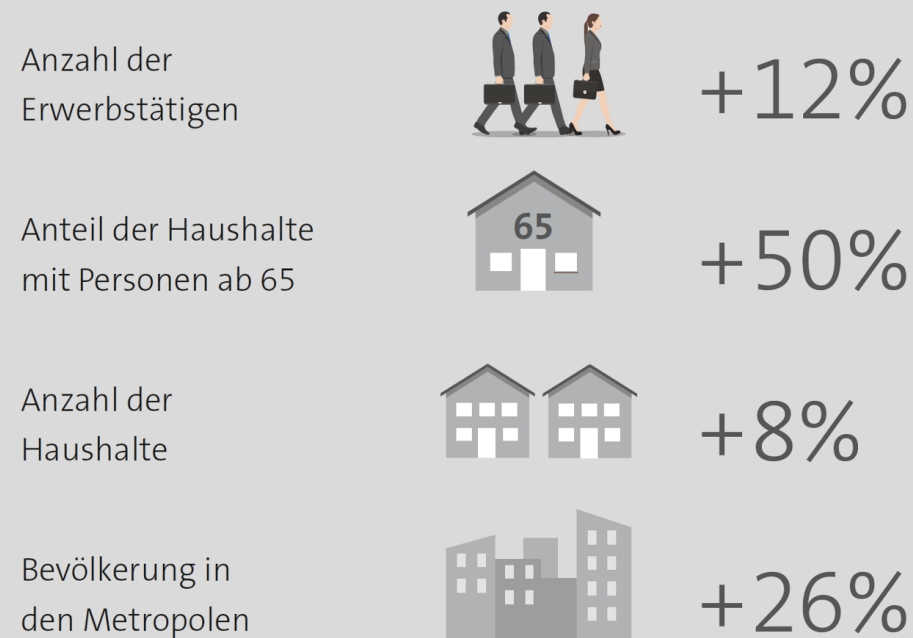 Anzahl der
Erwerbstätigen
+12%
65
Anteil der Haushalte
mit Personen ab 65
+50%
Anzahl der
Haushalte
+8%
Bevölkerung in
den Metropolen
+26%